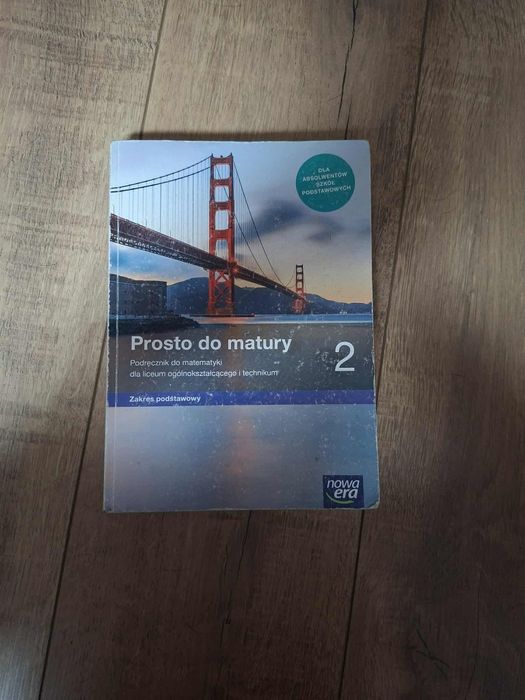 DLA
ABSOLWENTÓW
SZKÓŁ
PODSTAWOWYCH
Prosto do matury
2
Podręcznik do matematyki
dla liceum ogólnokształcącego i technikum
Zakres podstawowy
nowa
era